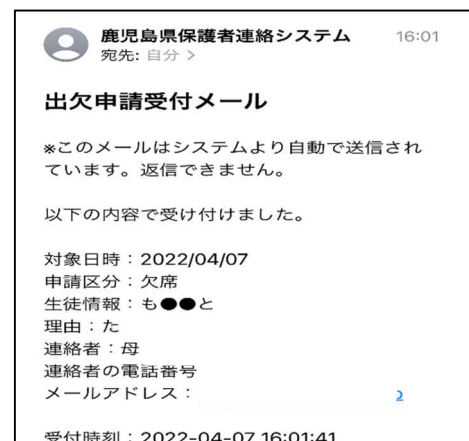 鹿児島県保護者連絡システム 16:01
宛先: 自分 >
出欠申請受付メール
※このメールはシステムより自動で送信され
ています。返信できません。
以下の内容で受け付けました。
対象日時：2022/04/07
申請区分：欠席
生徒情報：も●●と
理由：た
連絡者：母
連絡者の電話番号
メールアドレス：
受付時刻：2022-04-07 16:01:41